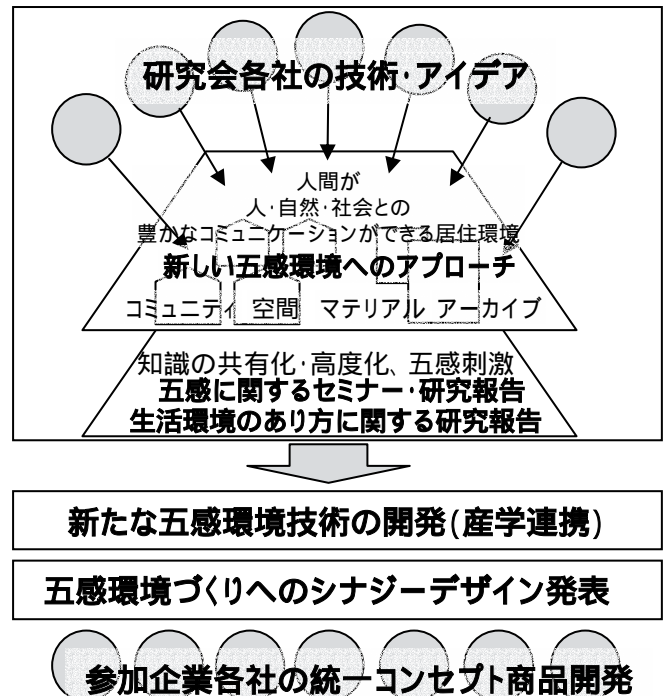 研究会各社の技術・アイデア
人間が
人・自然・社会との
豊かなコミュニケーションができる居住環境
新しい五感環境へのアプローチ
コミュニティ 空間 マテリアル アーカイブ
知識の共有化・高度化、五感刺激
五感に関するセミナー・研究報告
生活環境のあり方に関する研究報告
新たな五感環境技術の開発(産学連携)
五感環境づくりへのシナジーデザイン発表
参加企業各社の統一コンセプト商品開発